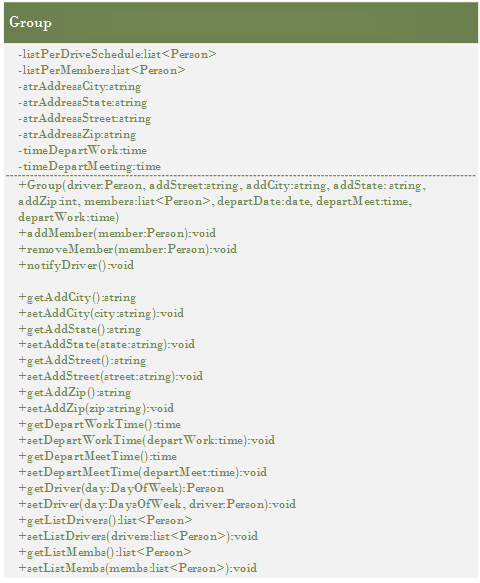 Group
-listPerDriveSchedule:list<Person>
-listPerMembers:list<Person>
-strAddressCity:string
-strAddressState:string
-strAddressStreet:string
-strAddressZip:string
-timeDepartWork:time
-timeDepartMeeting:time
+Group(driver:Person, addStreet:string, addCity:string, addState: string,
addZip:int, members:list<Person>, departDate:date, departMeet:time,
departWork:time)
+addMember(member:Person):void
+removeMember(member:Person):void
+notifyDriver():void
+getAddCity():string
+setAddCity(city:string):void
+getAddState():string
+setAddState(state:string):void
+getAddStreet():string
+setAddStreet(street:string):void
+getAddZip():string
+setAddZip(zip:string):void
+getDepartWorkTime():time
+setDepartWorkTime(departWork:time):void
+getDepartMeetTime():time
+setDepartMeetTime(departMeet:time):void
+getDriver(day:DayOfWeek):Person
+setDriver(day:DaysOfWeek, driver:Person):void
+getListDrivers():list<Person>
+setListDrivers(drivers:list<Person>):void
+getListMembs():list<Person>
+setListMembs(membs:list<Person>):void